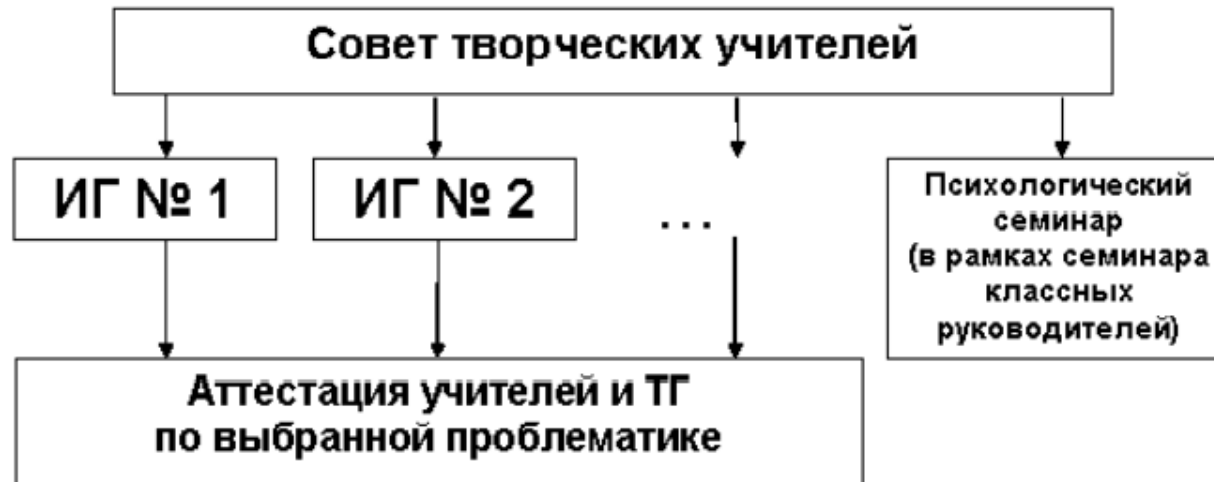 Совет творческих учителей
ИГ № 1
ИГ № 2
...
Психологический
семинар
(в рамках семинара
классных
руководителей)
Аттестация учителей и ТГ
по выбранной проблематике